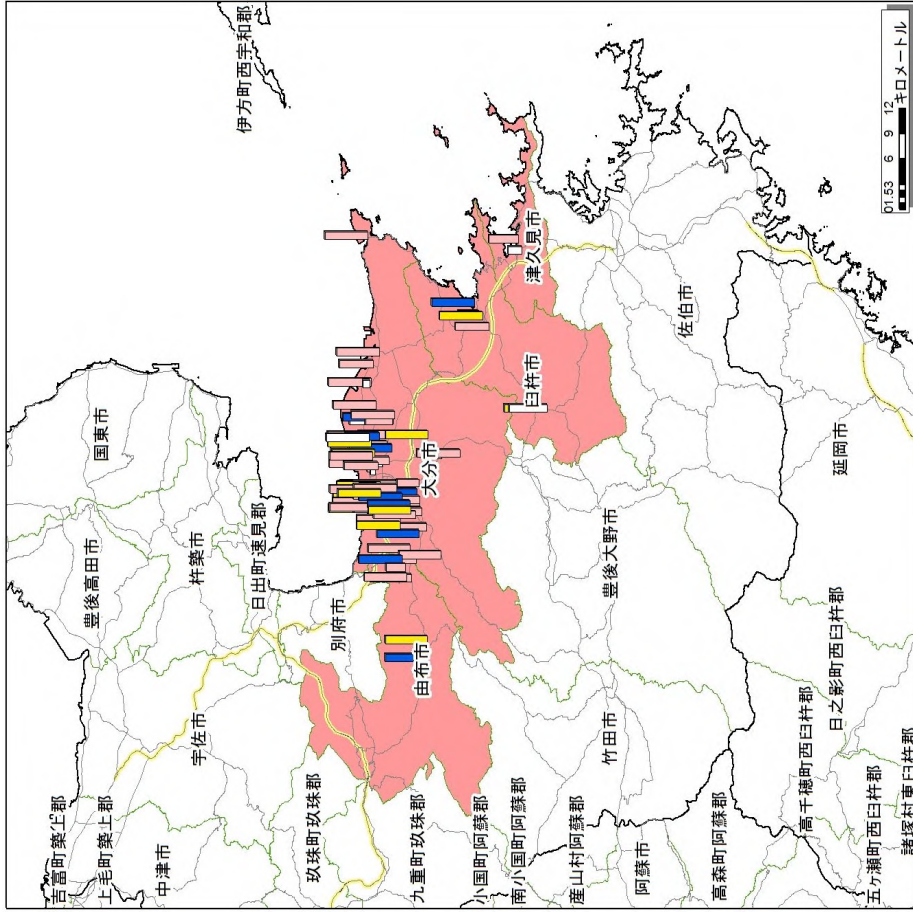 伊方町西宇和郡
国東市
豊後高田市
杵築市
日出町速見郡
別府市
宇佐市
吉富町築上郡
上毛町築上郡
中津市
玖珠町玖珠郡
九重町玖珠郡
由布市
大分市
臼杵市
津久見市
佐伯市
豊後大野市
竹田市
小国町阿蘇郡
南小国町阿蘇郡
産山村阿蘇郡
阿蘇市
高森町阿蘇郡
延岡市
高千穂町西臼杵郡
日之影町西臼杵郡
五ヶ瀬町西臼杵郡
諸塚村東臼杵郡
01.53 6 9 12
キロメートル